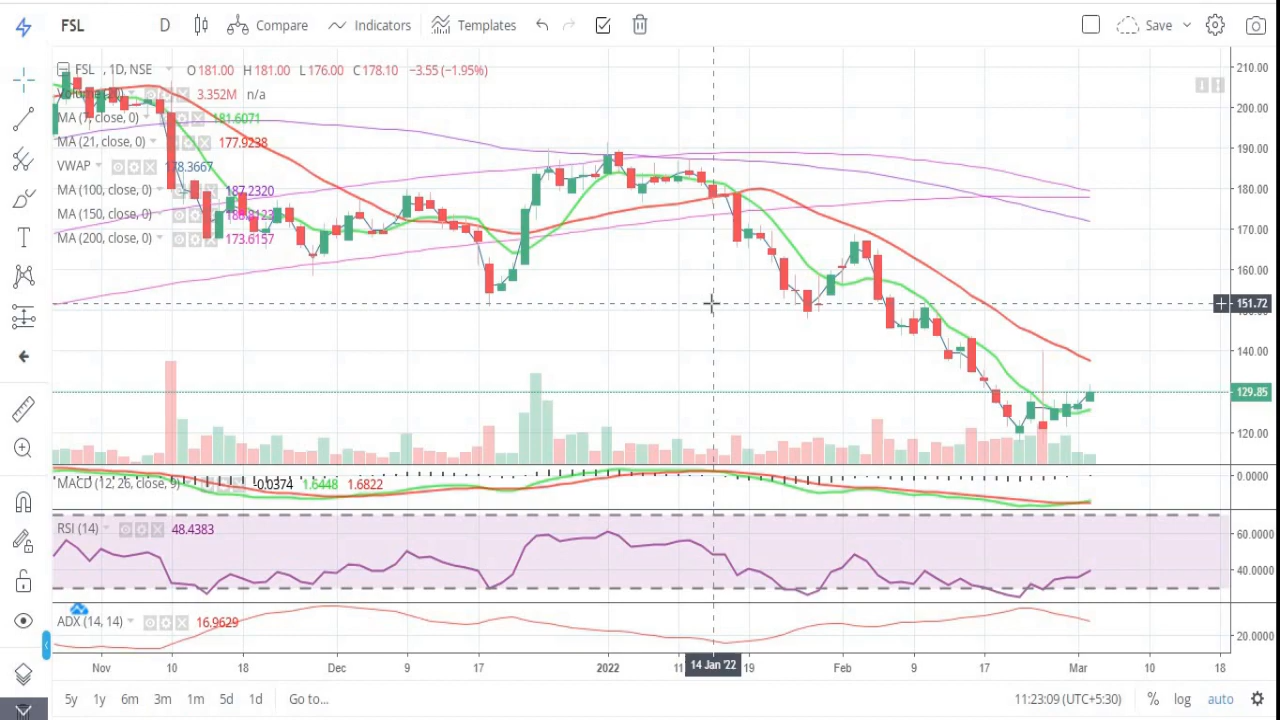 FSL D Compare Indicators Templates Save
FSL , 1D, NSE O 181.00 H 181.00 L 176.00 C 178.10 −3.55 (−1.95%)
3.352M n/a
MA (7, close, 0) 181.6071
MA (21, close, 0) 177.9238
VWAP 178.3667
MA (100, close, 0) 187.2320
MA (150, close, 0)
MA (200, close, 0) 173.6157
210.00
200.00
190.00
180.00
170.00
160.00
151.72
140.00
129.85
120.00
MACD (12, 26, close, 9) -0.0374 1.6448 1.6822
0.0000
RSI (14) 48.4383
60.0000
40.0000
ADX (14, 14) 16.9629
20.0000
Nov 10 18 Dec 9 17 2022 11 14 Jan '22 19 Feb 9 17 Mar 10 18
5y 1y 6m 3m 1m 5d 1d Go to... 11:23:09 (UTC+5:30) % log auto